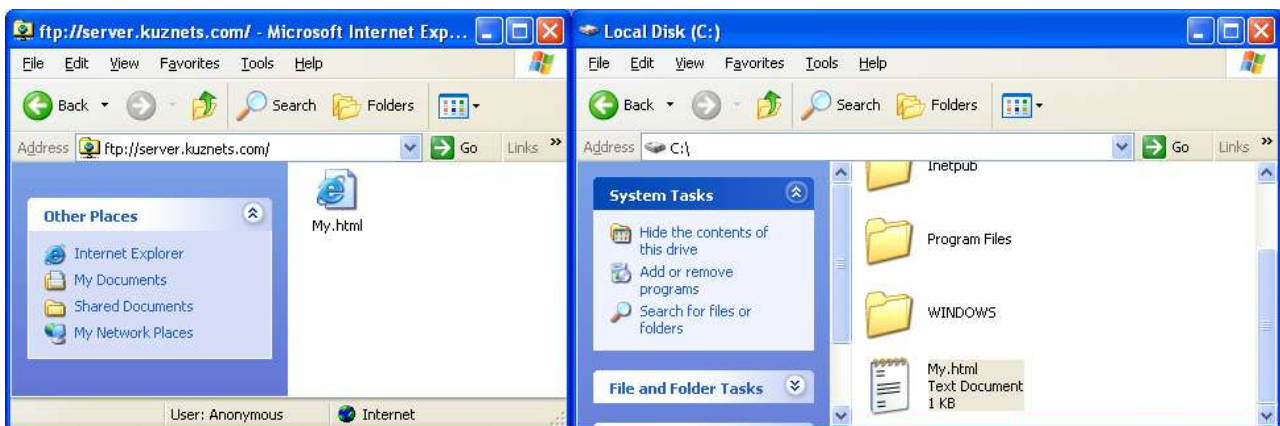 ftp://server.kuznets.com/ - Microsoft Internet Exp...
File Edit View Favorites Tools Help
Back Search Folders
Address ftp://server.kuznets.com/ Go Links »
Other Places
Internet Explorer
My Documents
Shared Documents
My Network Places
My.html
User: Anonymous Internet
Local Disk (C:)
File Edit View Favorites Tools Help
Back Search Folders
Address C:\ Go Links »
System Tasks
Hide the contents of
this drive
Add or remove
programs
Search for files or
folders
File and Folder Tasks
Inetpub
Program Files
WINDOWS
My.html
Text Document
1 KB